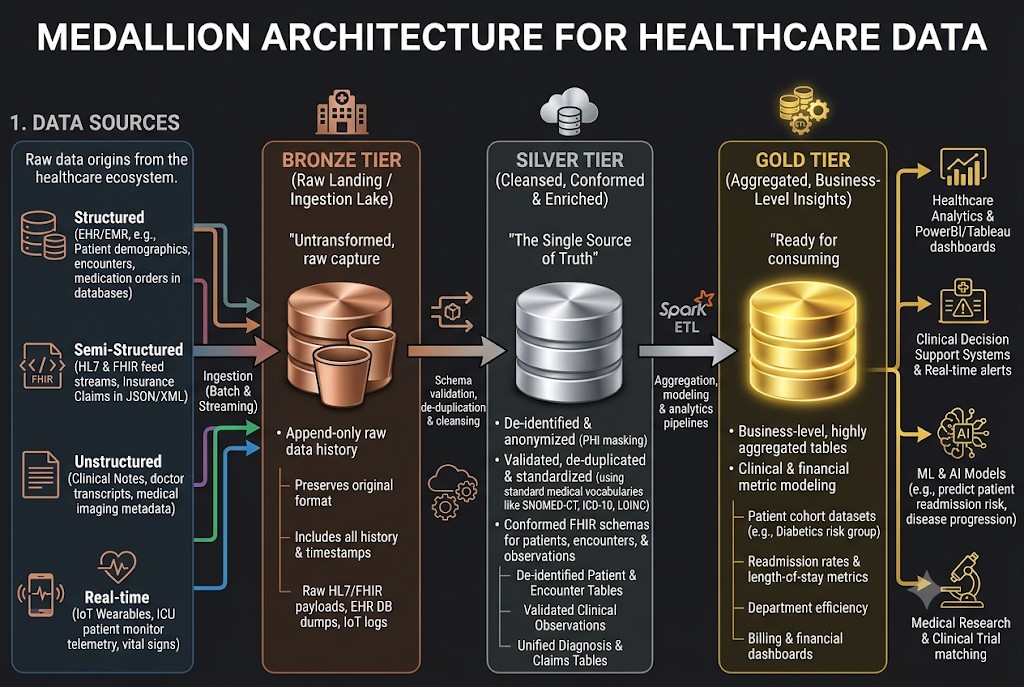 MEDALLION ARCHITECTURE FOR HEALTHCARE DATA
1. DATA SOURCES
Raw data origins from the
healthcare ecosystem.
Structured
(EHR/EMR, e.g.,
Patient demographics,
encounters,
medication orders in
databases)
FHIR
Semi-Structured
(HL7 & FHIR feed
streams, Insurance
Claims in JSON/XML)
Unstructured
(Clinical Notes, doctor
transcripts, medical
imaging metadata)
Real-time
(IoT Wearables, ICU
patient monitor
telemetry, vital signs)
Ingestion
(Batch &
Streaming)
BRONZE TIER
(Raw Landing /
Ingestion Lake)
"Untransformed,
raw capture
• Append-only raw
data history
Preserves original
format
Includes all history
& timestamps
Raw HL7/FHIR
payloads, EHR DB
dumps, IoT logs
Schema
validation,
de-duplication
& cleansing
SILVER TIER
(Cleansed, Conformed
& Enriched)
"The Single Source
of Truth"
• De-identified &
anonymized (PHI masking)
• Validated, de-duplicated
& standardized (using
standard medical vocabularies
like SNOMED-CT, ICD-10, LOINC)
• Conformed FHIR schemas
for patients, encounters, &
observations
De-identified Patient &
Encounter Tables
Validated Clinical
Observations
Unified Diagnosis &
Claims Tables
Spark
ETL
Aggregation,
modeling
& analytics
pipelines
GOLD TIER
(Aggregated, Business-
Level Insights)
"Ready for
consuming
• Business-level, highly
aggregated tables
• Clinical & financial
metric modeling
Patient cohort datasets
(e.g., Diabetics risk group)
Readmission rates &
length-of-stay metrics
Department efficiency
Billing & financial
dashboards
Healthcare
Analytics &
PowerBI/Tableau
dashboards
Clinical Decision
Support Systems
& Real-time alerts
AI
ML & AI Models
(e.g., predict patient
readmission risk,
disease progression)
Medical Research
& Clinical Trial
matching